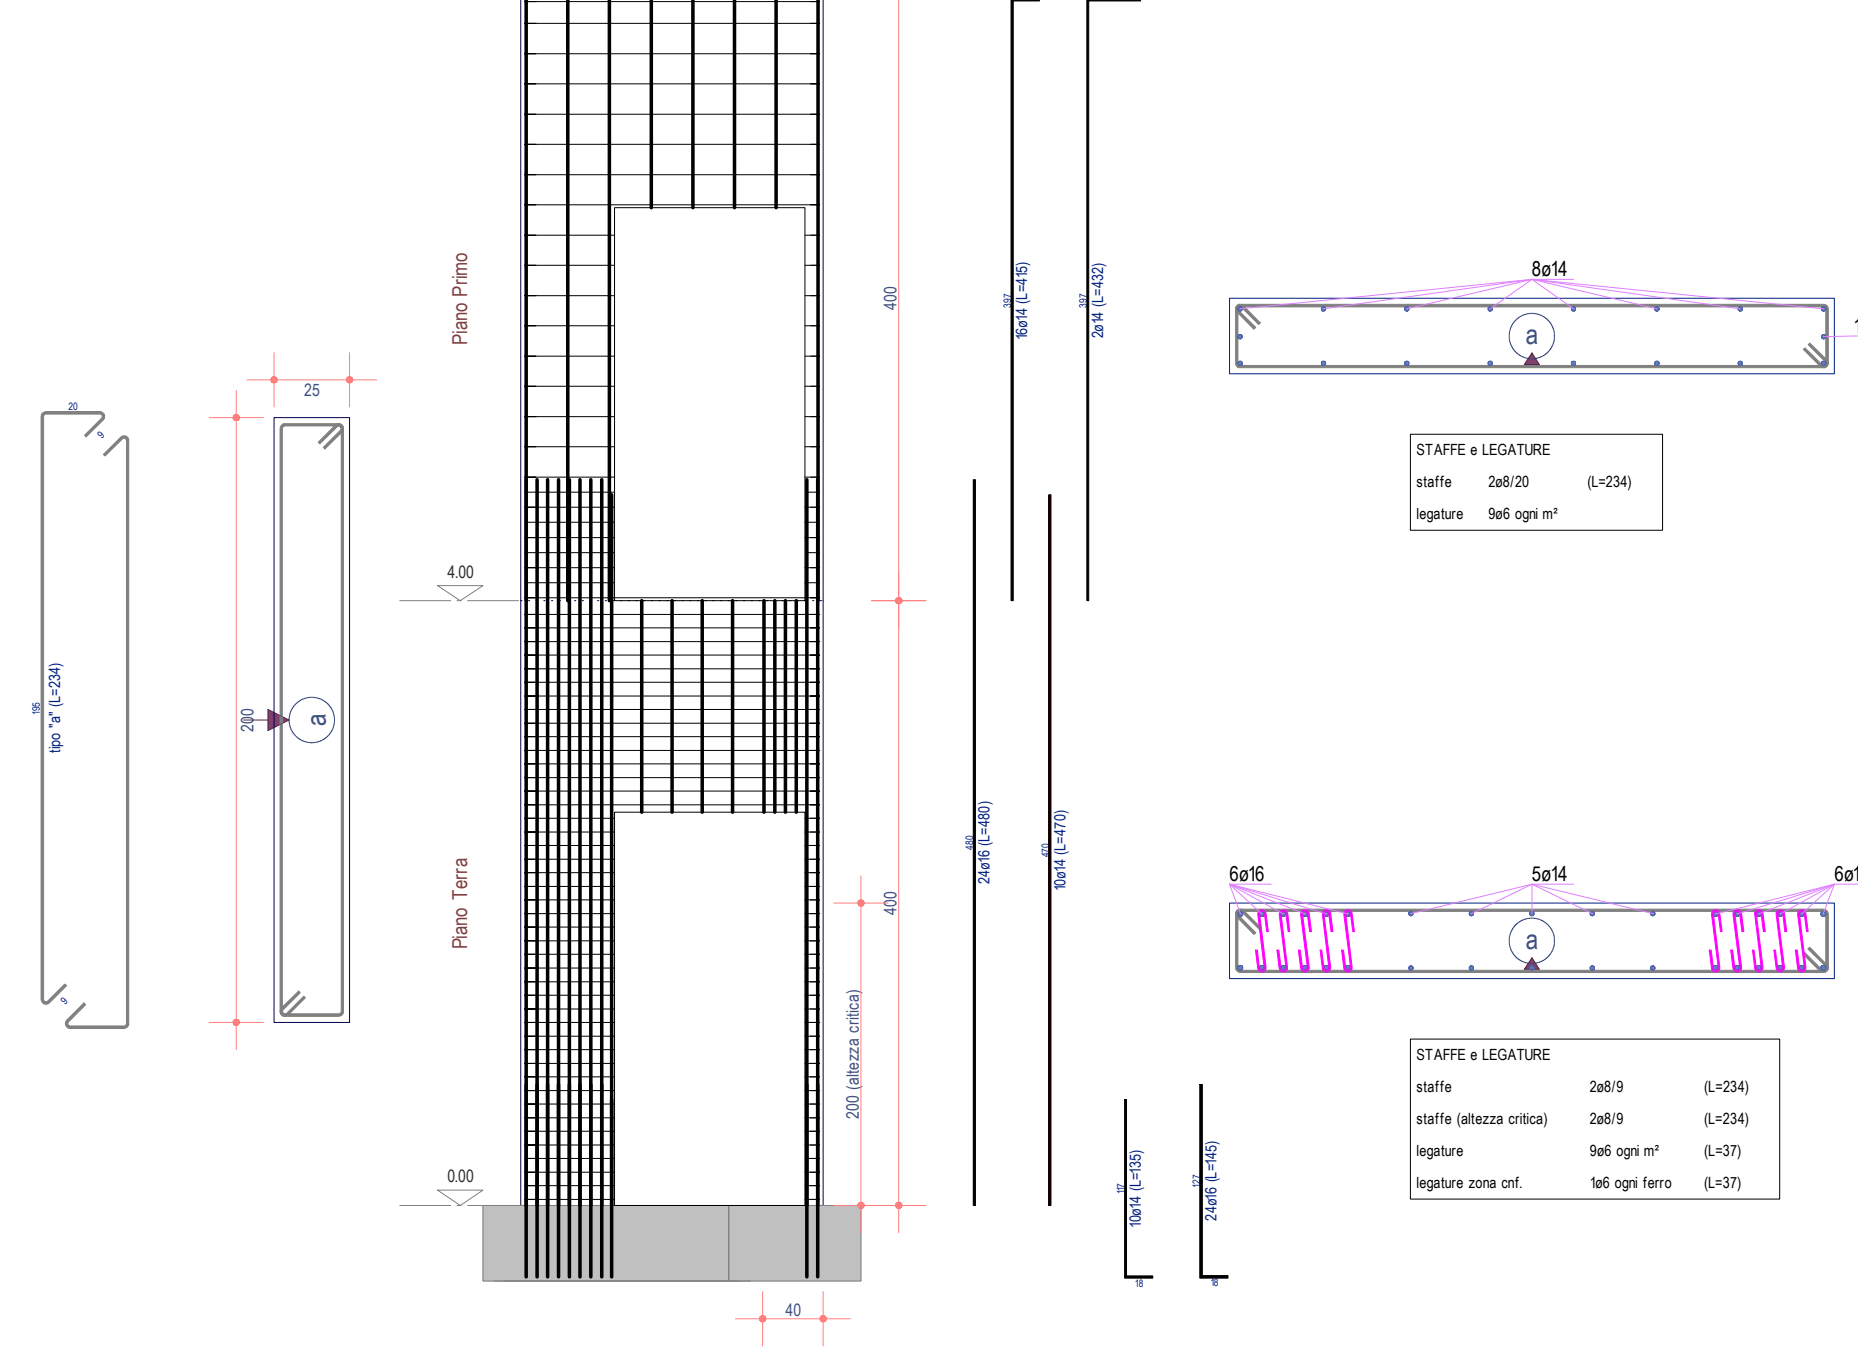 20
9
195
tipo "a" (L=234)
9
25
200
a
Piano Primo
4.00
Piano Terra
0.00
400
400
200 (altezza critica)
40
397
16ø14 (L=415)
397
2ø14 (L=432)
480
24ø16 (L=480)
470
10ø14 (L=470)
117
10ø14 (L=135)
18
127
24ø16 (L=145)
18
8ø14
a
STAFFE e LEGATURE
staffe 2ø8/20 (L=234)
legature 9ø6 ogni m²
6ø16 5ø14 6ø1
a
STAFFE e LEGATURE
staffe 2ø8/9 (L=234)
staffe (altezza critica) 2ø8/9 (L=234)
legature 9ø6 ogni m² (L=37)
legature zona cnf. 1ø6 ogni ferro (L=37)